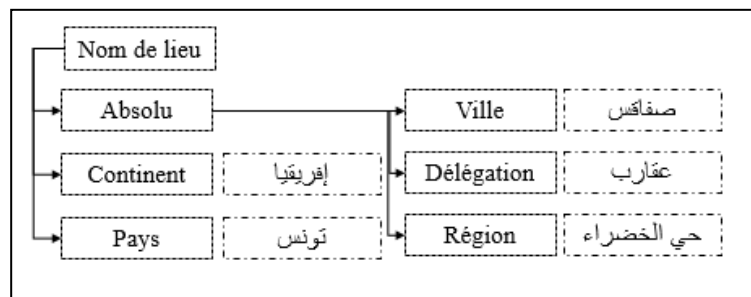 Nom de lieu
Absolu
Ville
صفاقس
Continent
إفريقيا
Délégation
عقارب
Pays
تونس
Région
حي الخضراء